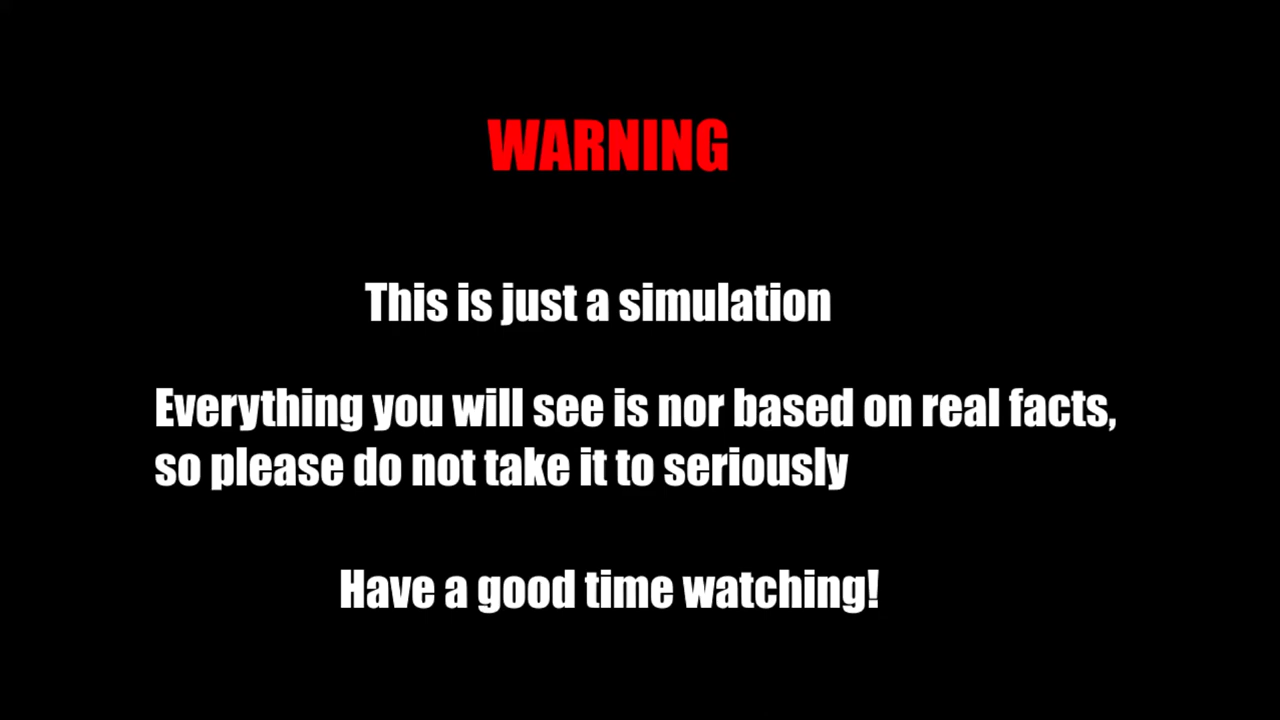 WARNING
This is just a simulation
Everything you will see is nor based on real facts,
so please do not take it to seriously
Have a good time watching!